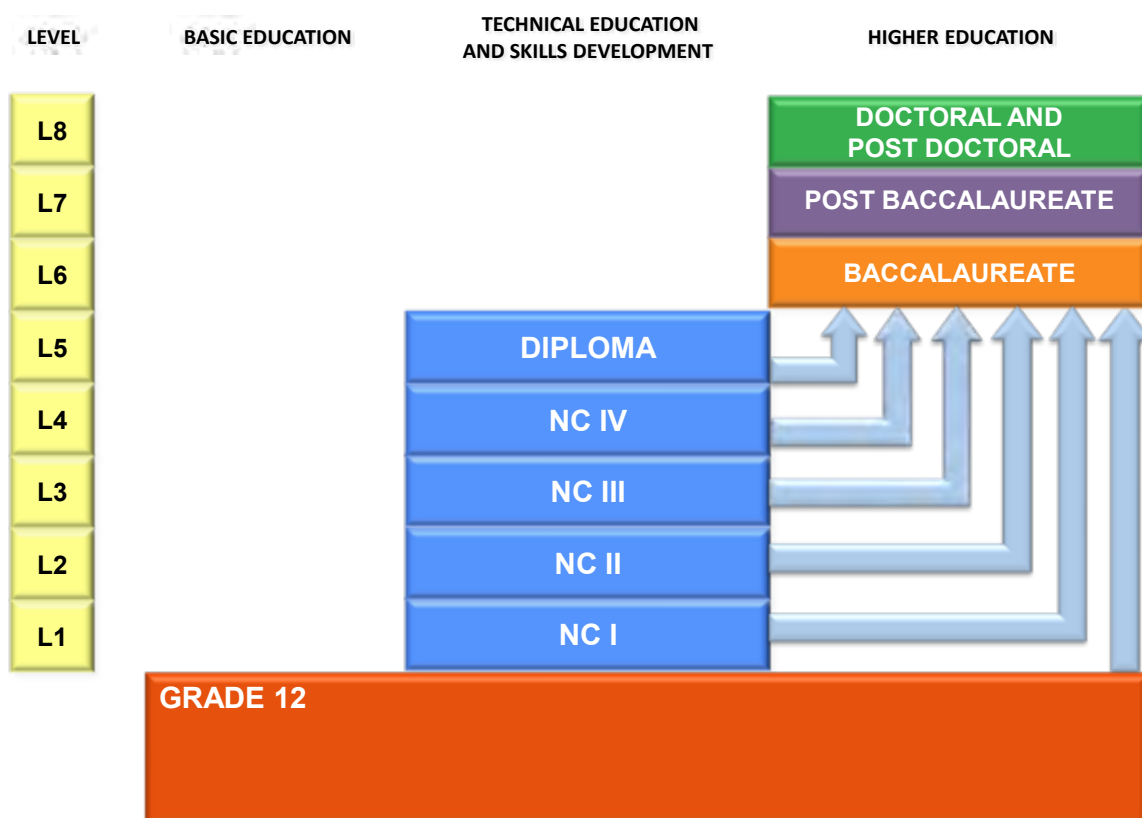 LEVEL
BASIC EDUCATION
TECHNICAL EDUCATION
AND SKILLS DEVELOPMENT
HIGHER EDUCATION
L8
DOCTORAL AND
POST DOCTORAL
L7
POST BACCALAUREATE
L6
BACCALAUREATE
L5
DIPLOMA
L4
NC IV
L3
NC III
L2
NC II
L1
NC I
GRADE 12